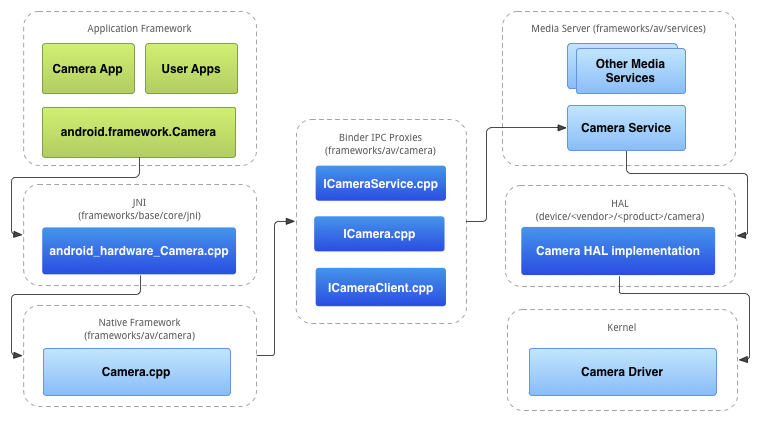 Application Framework
Camera App
User Apps
android.framework.Camera
JNI
(frameworks/base/core/jni)
android_hardware_Camera.cpp
Native Framework
(frameworks/av/camera)
Camera.cpp
Binder IPC Proxies
(frameworks/av/camera)
ICameraService.cpp
ICamera.cpp
ICameraClient.cpp
Media Server (frameworks/av/services)
Other Media
Services
Camera Service
HAL
(device/<vendor>/<product>/camera)
Camera HAL implementation
Kernel
Camera Driver